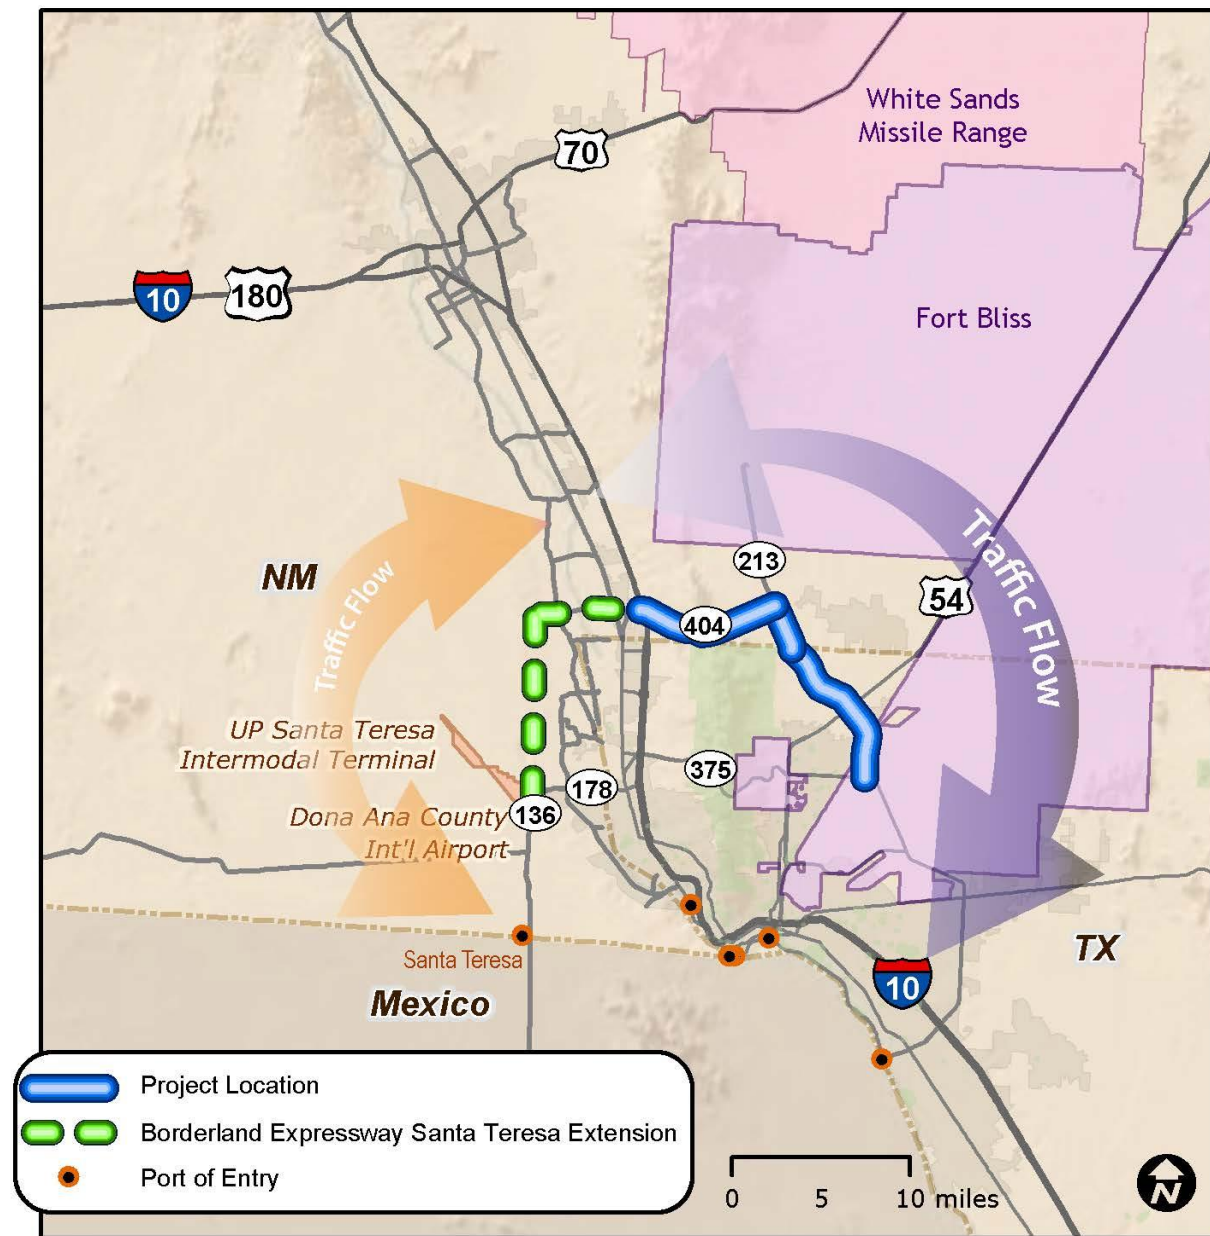 White Sands
Missile Range
70
10
180
Fort Bliss
Traffic Flow
Traffic Flow
213
NM
54
404
UP Santa Teresa
Intermodal Terminal
375
178
136
Dona Ana County
Int'l Airport
Santa Teresa
TX
10
Mexico
Project Location
Borderland Expressway Santa Teresa Extension
Port of Entry
0 5 10 miles
N